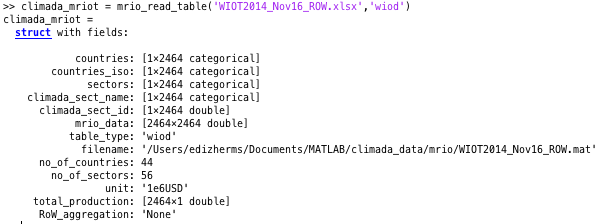 >> climada_mriot = mrio_read_table('WIOT2014_Nov16_ROW.xlsx','wiod')
climada_mriot =
struct with fields:
countries: [1×2464 categorical]
countries_iso: [1×2464 categorical]
sectors: [1×2464 categorical]
climada_sect_name: [1×2464 categorical]
climada_sect_id: [1×2464 double]
mrio_data: [2464×2464 double]
table_type: 'wiod'
filename: '/Users/edizherms/Documents/MATLAB/climada_data/mrio/WIOT2014_Nov16_ROW.mat'
no_of_countries: 44
no_of_sectors: 56
unit: '1e6USD'
total_production: [2464×1 double]
RoW_aggregation: 'None'